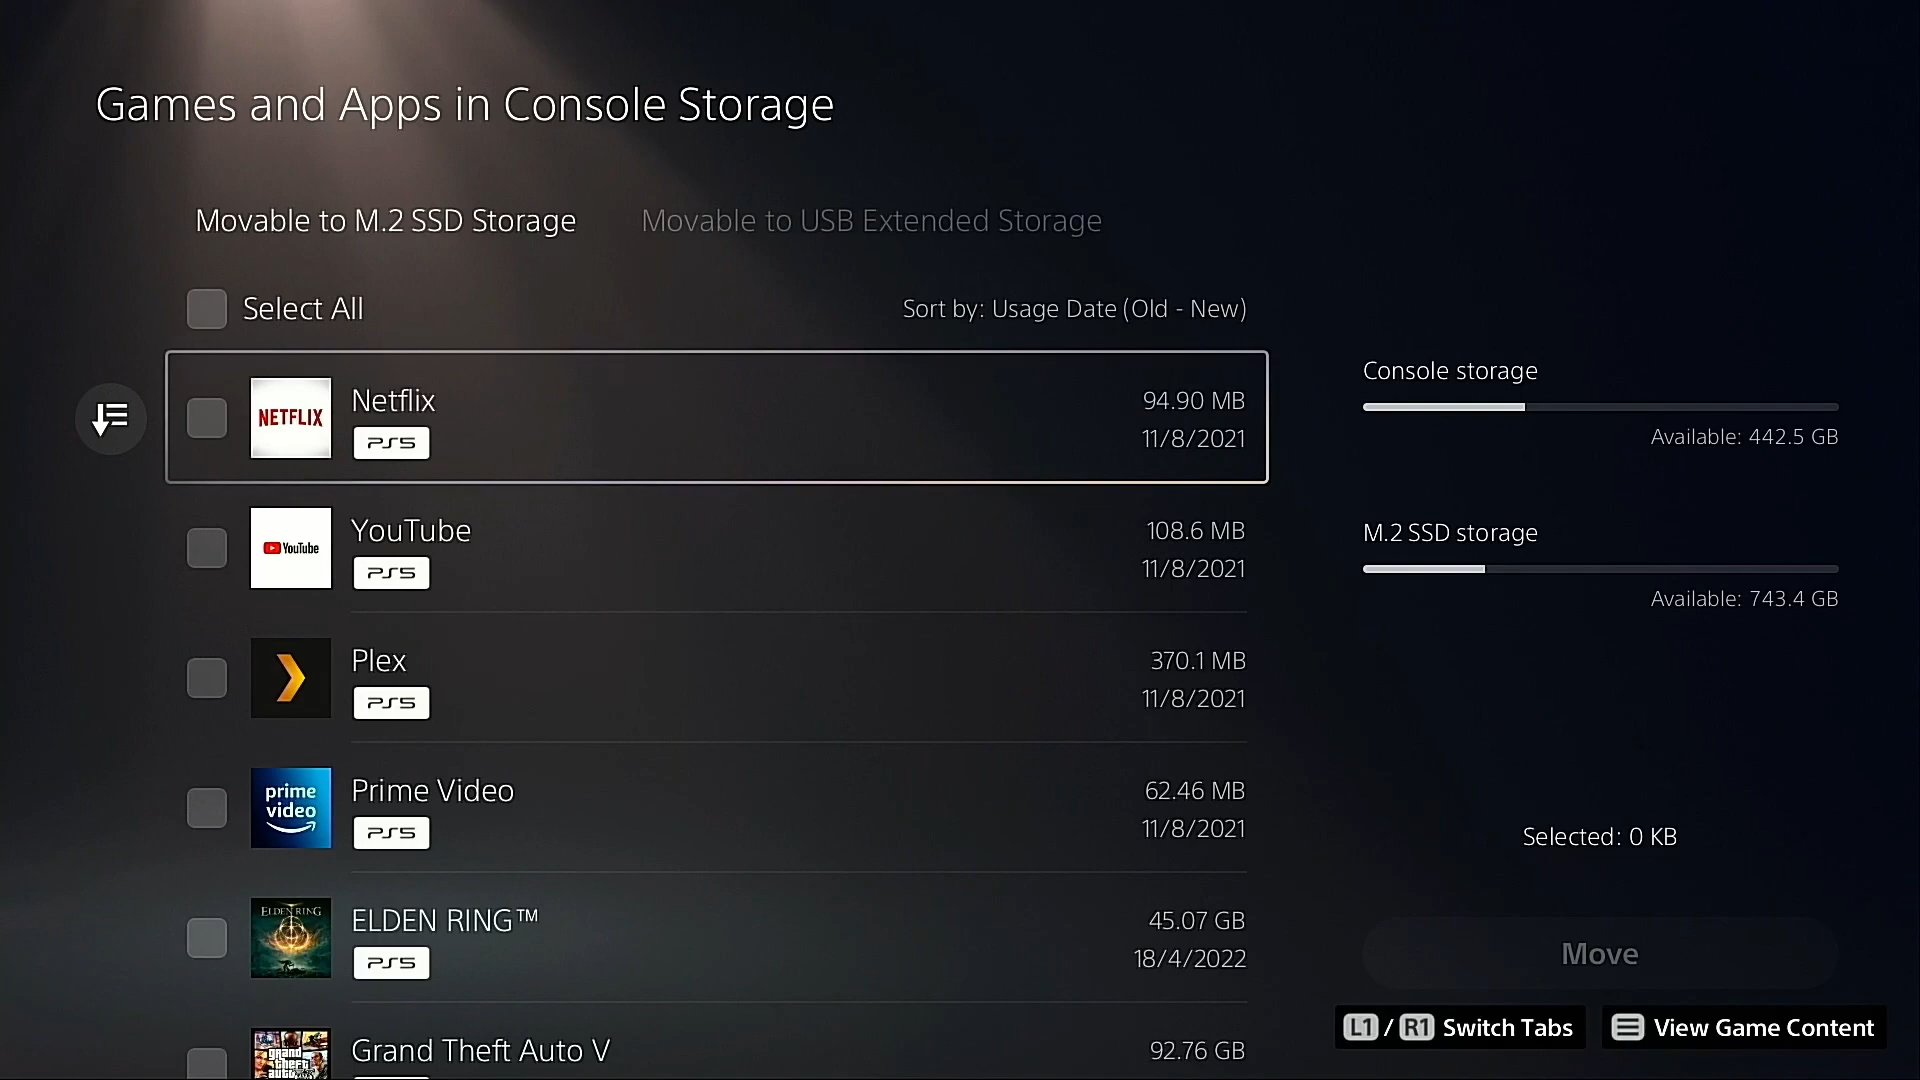 Games and Apps in Console Storage
Movable to M.2 SSD Storage
Movable to USB Extended Storage
Select All
Sort by: Usage Date (Old - New)
NETFLIX
Netflix
PS5
94.90 MB
11/8/2021
YouTube
YouTube
PS5
108.6 MB
11/8/2021
Plex
PS5
370.1 MB
11/8/2021
prime
video
Prime Video
PS5
62.46 MB
11/8/2021
ELDEN RING
ELDEN RING™
PS5
45.07 GB
18/4/2022
grand
theft
auto
Grand Theft Auto V
92.76 GB
Console storage
Available: 442.5 GB
M.2 SSD storage
Available: 743.4 GB
Selected: 0 KB
Move
L1 / R1 Switch Tabs
View Game Content